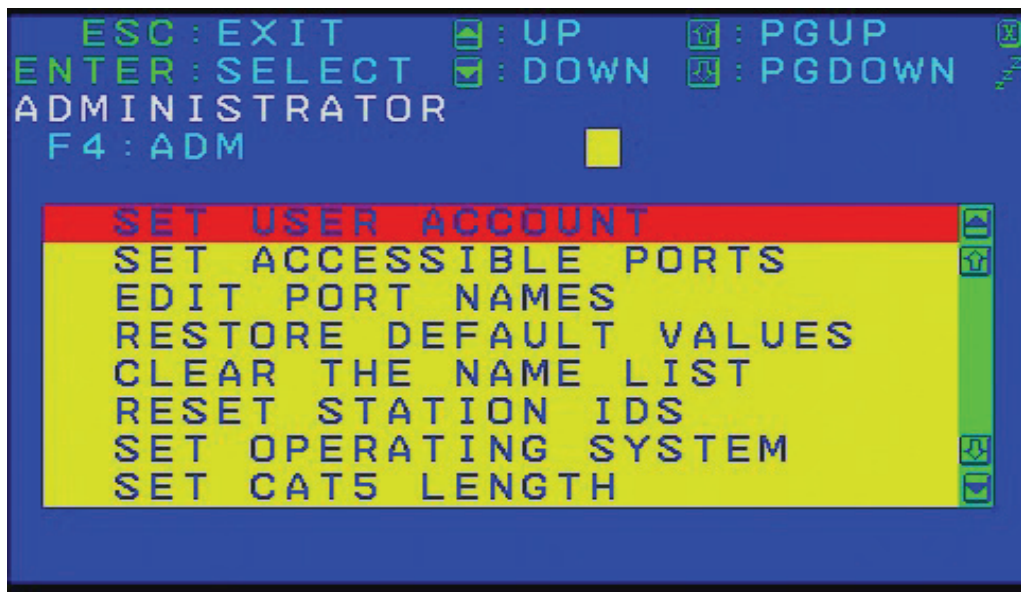 ESC:EXIT :UP :PGUP
ENTER:SELECT :DOWN :PGDOWN zzz
ADMINISTRATOR
F4:ADM
SET USER ACCOUNT
SET ACCESSIBLE PORTS
EDIT PORT NAMES
RESTORE DEFAULT VALUES
CLEAR THE NAME LIST
RESET STATION IDS
SET OPERATING SYSTEM
SET CAT5 LENGTH